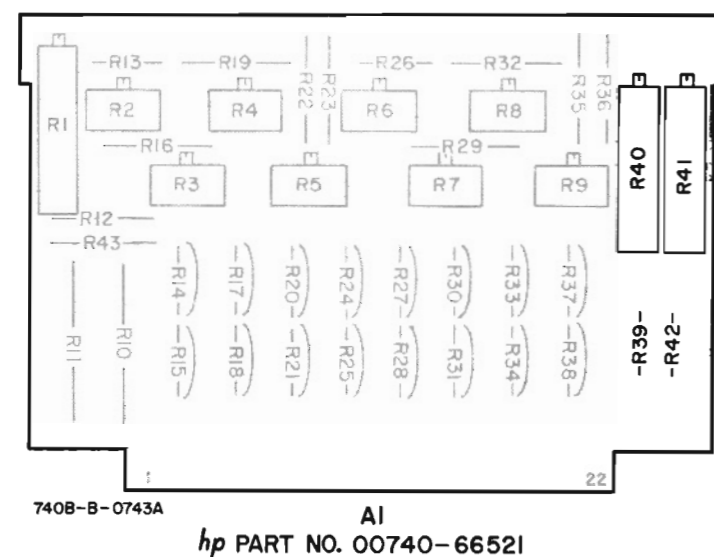 R13 R19 R26 R32
R22 R23 R35 R36
R1 R2 R4 R6 R8 R40 R41
R16 R29
R3 R5 R7 R9
R12
R43
R14 R17 R20 R24 R27 R30 R33 R37
R11 R10 R15 R18 R21 R25 R28 R31 R34 R38 -R39- -R42-
1 22
740B-B-0743A
A1
hp PART NO. 00740-66521